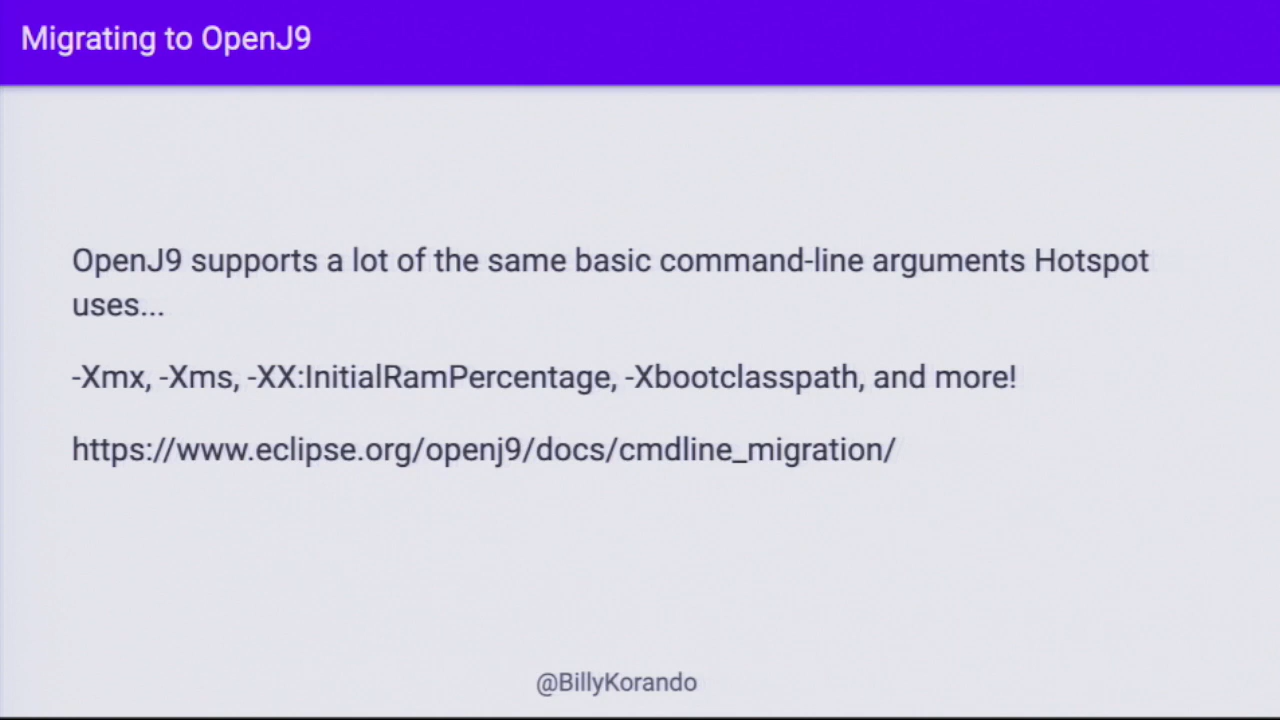 Migrating to OpenJ9
OpenJ9 supports a lot of the same basic command-line arguments Hotspot
uses...
-Xmx, -Xms, -XX:InitialRamPercentage, -Xbootclasspath, and more!
https://www.eclipse.org/openj9/docs/cmdline_migration/
@BillyKorando